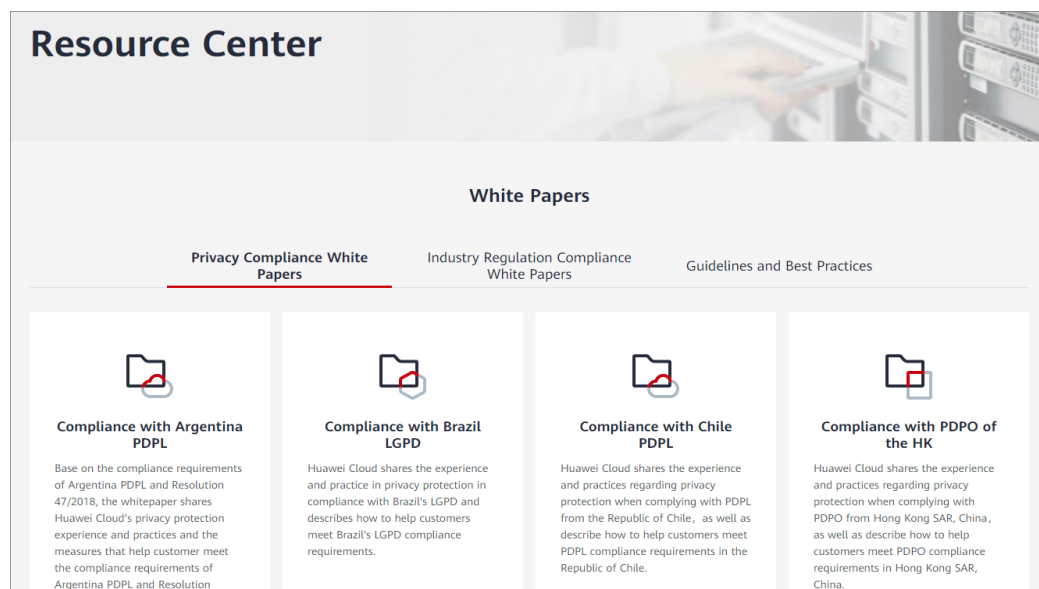 Resource Center
White Papers
Privacy Compliance White
Papers
Industry Regulation Compliance
White Papers
Guidelines and Best Practices
Compliance with Argentina
PDPL
Base on the compliance requirements
of Argentina PDPL and Resolution
47/2018, the whitepaper shares
Huawei Cloud's privacy protection
experience and practices and the
measures that help customer meet
the compliance requirements of
Argentina PDPL and Resolution
Compliance with Brazil
LGPD
Huawei Cloud shares the experience
and practice in privacy protection in
compliance with Brazil's LGPD and
describes how to help customers
meet Brazil's LGPD compliance
requirements.
Compliance with Chile
PDPL
Huawei Cloud shares the experience
and practices regarding privacy
protection when complying with PDPL
from the Republic of Chile，as well as
describe how to help customers meet
PDPL compliance requirements in the
Republic of Chile.
Compliance with PDPO of
the HK
Huawei Cloud shares the experience
and practices regarding privacy
protection when complying with
PDPO from Hong Kong SAR, China，
as well as describe how to help
customers meet PDPO compliance
requirements in Hong Kong SAR,
China.